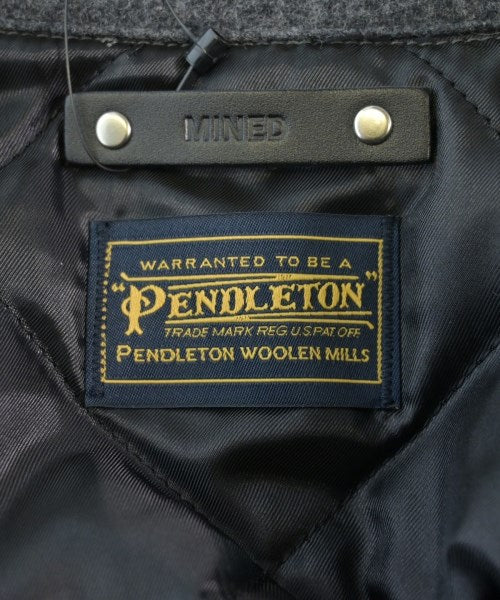 MINED
WARRANTED TO BE A
"PENDLETON"
TRADE MARK REG U.S.PAT OFF.
PENDLETON WOOLEN MILLS